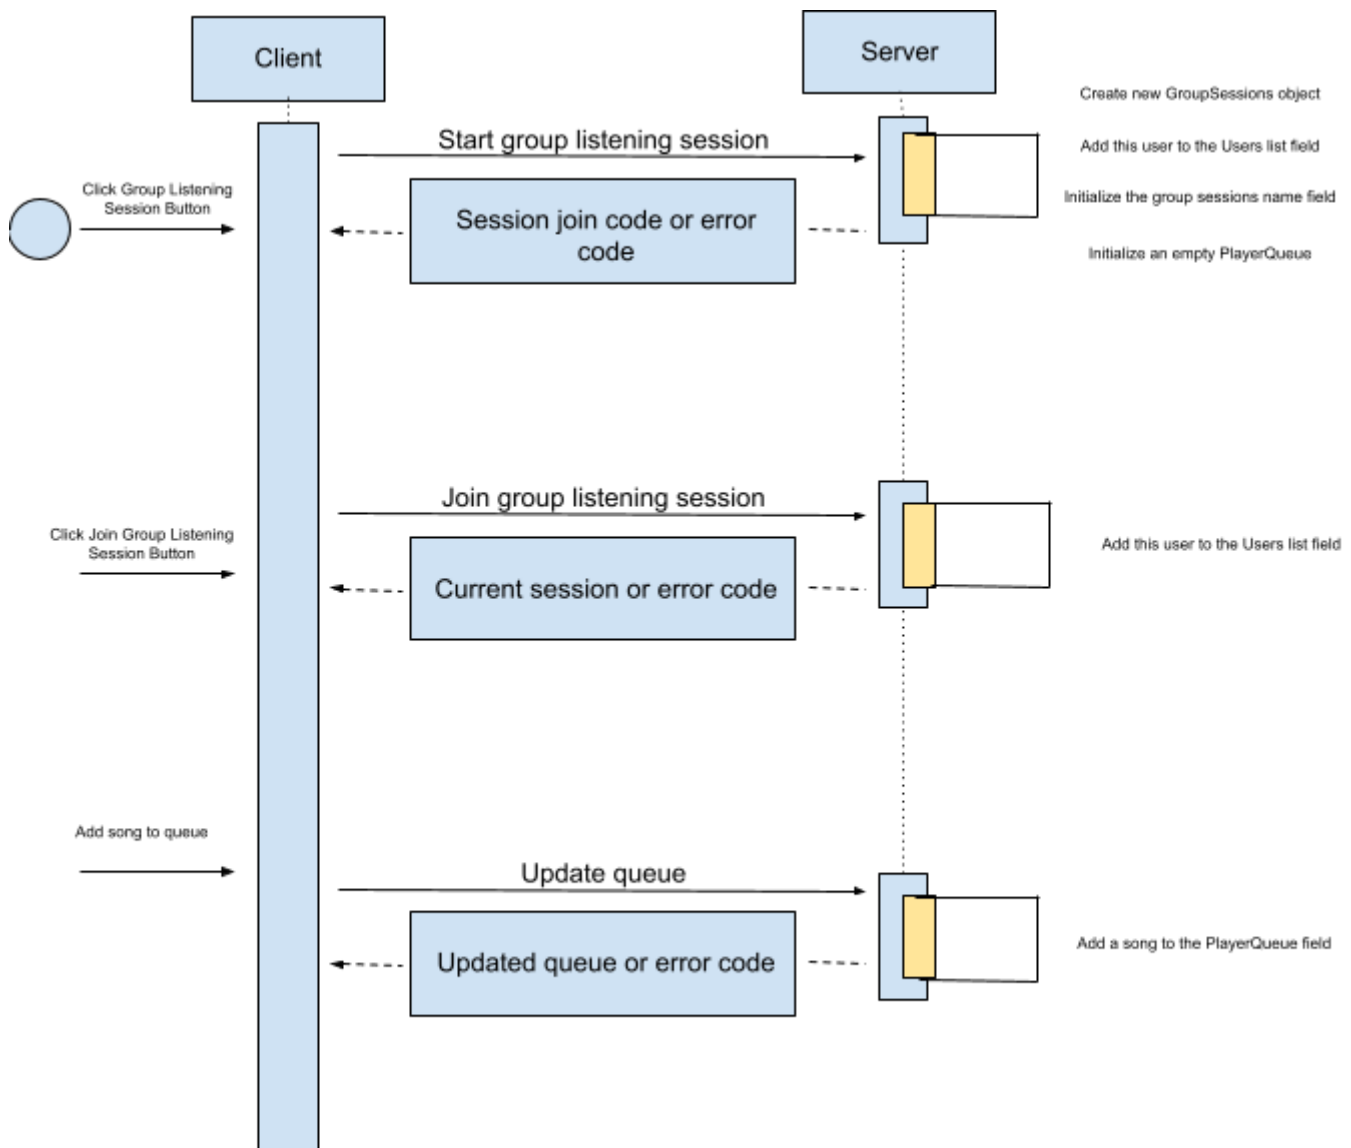 Client
Server
Create new GroupSessions object
Start group listening session
Add this user to the Users list field
Click Group Listening
Session Button
Initialize the group sessions name field
Session join code or error
code
Initialize an empty PlayerQueue
Join group listening session
Click Join Group Listening
Session Button
Add this user to the Users list field
Current session or error code
Add song to queue
Update queue
Add a song to the PlayerQueue field
Updated queue or error code